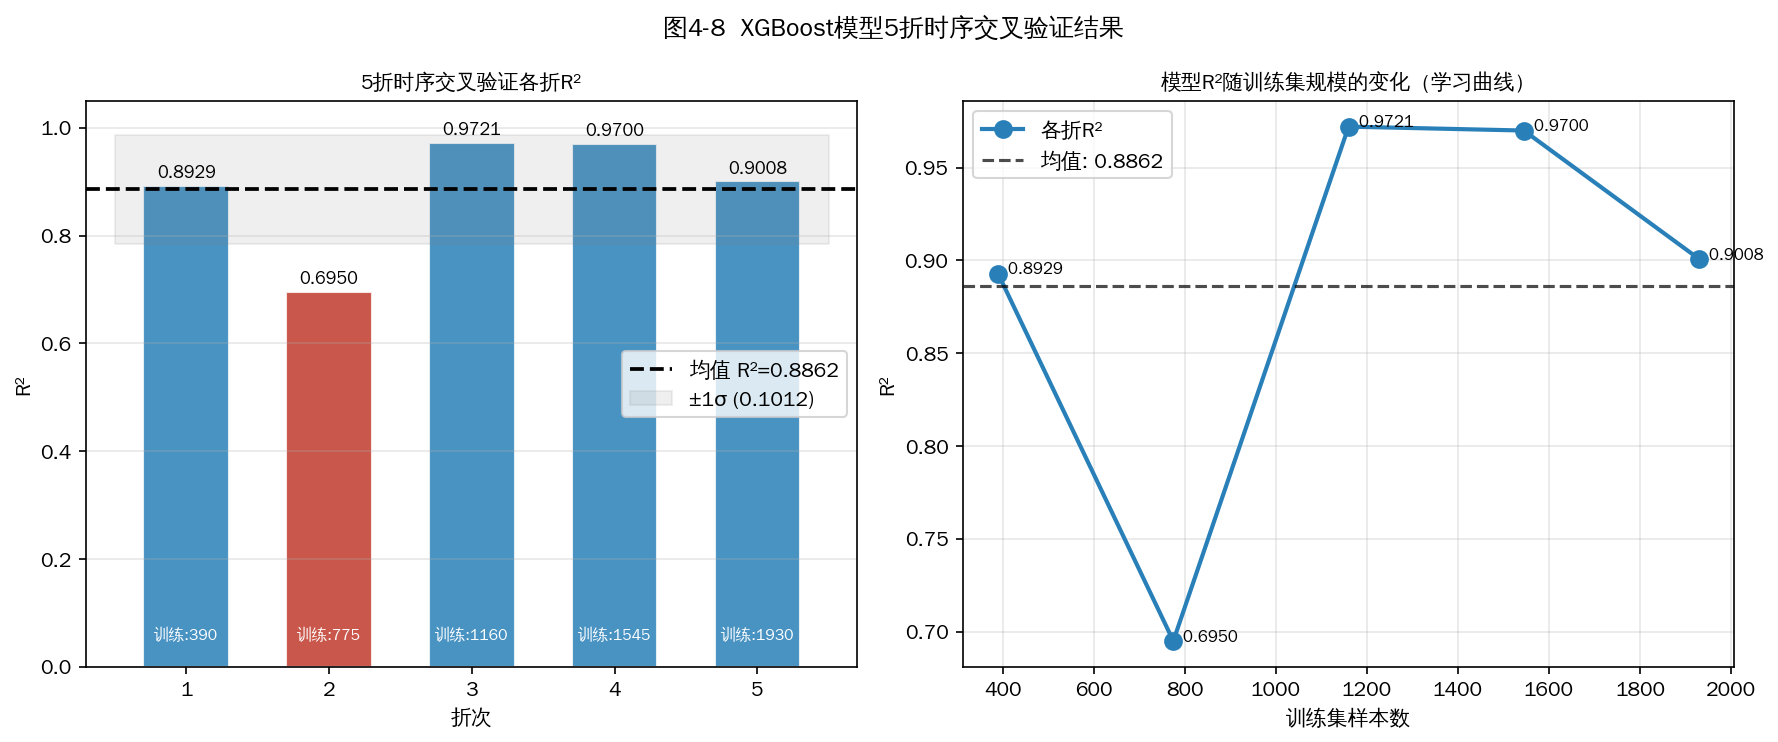 图4-8 XGBoost模型5折时序交叉验证结果
5折时序交叉验证各折R²
1.0
0.8
0.6
0.4
0.2
0.0
R²
0.8929
0.6950
0.9721
0.9700
0.9008
均值 R²=0.8862
±1σ (0.1012)
训练:390
训练:775
训练:1160
训练:1545
训练:1930
1
2
3
4
5
折次
模型R²随训练集规模的变化（学习曲线）
各折R²
均值: 0.8862
0.95
0.90
0.85
0.80
0.75
0.70
R²
0.8929
0.6950
0.9721
0.9700
0.9008
400
600
800
1000
1200
1400
1600
1800
2000
训练集样本数